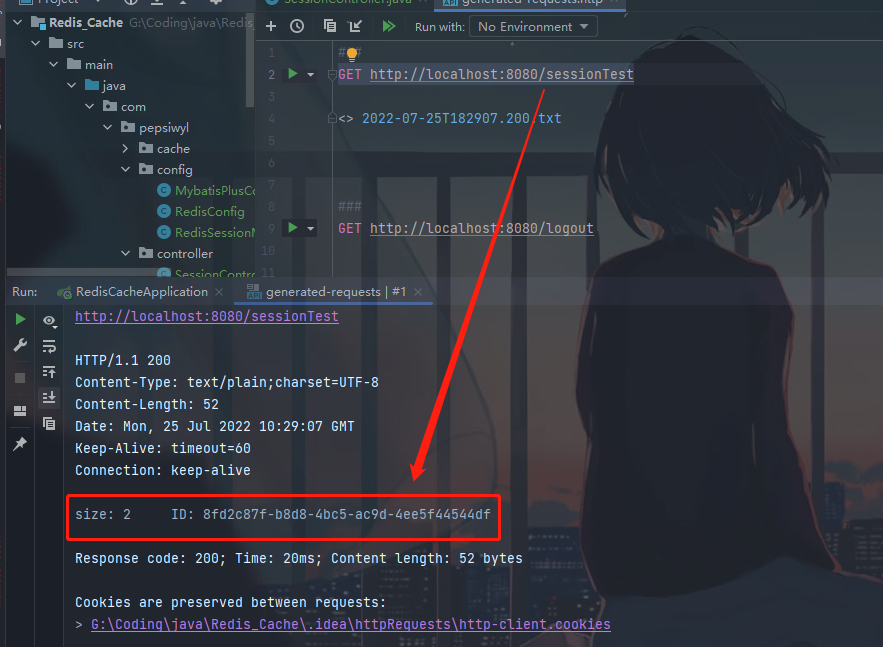 Project
SessionController.java
generated-requests.http
Redis_Cache G:\Coding\java\Redis_
src
main
java
com
pepsiwyl
cache
config
MybatisPlusCo
RedisConfig
RedisSession
controller
SessionContro
Run with: No Environment
1 ###
2 GET http://localhost:8080/sessionTest
3
4 <> 2022-07-25T182907.200.txt
5
6
7
8 ###
9 GET http://localhost:8080/logout
10
11
Run: RedisCacheApplication generated-requests | #1
http://localhost:8080/sessionTest
HTTP/1.1 200
Content-Type: text/plain;charset=UTF-8
Content-Length: 52
Date: Mon, 25 Jul 2022 10:29:07 GMT
Keep-Alive: timeout=60
Connection: keep-alive
size: 2 ID: 8fd2c87f-b8d8-4bc5-ac9d-4ee5f44544df
Response code: 200; Time: 20ms; Content length: 52 bytes
Cookies are preserved between requests:
> G:\Coding\java\Redis_Cache\.idea\httpRequests\http-client.cookies